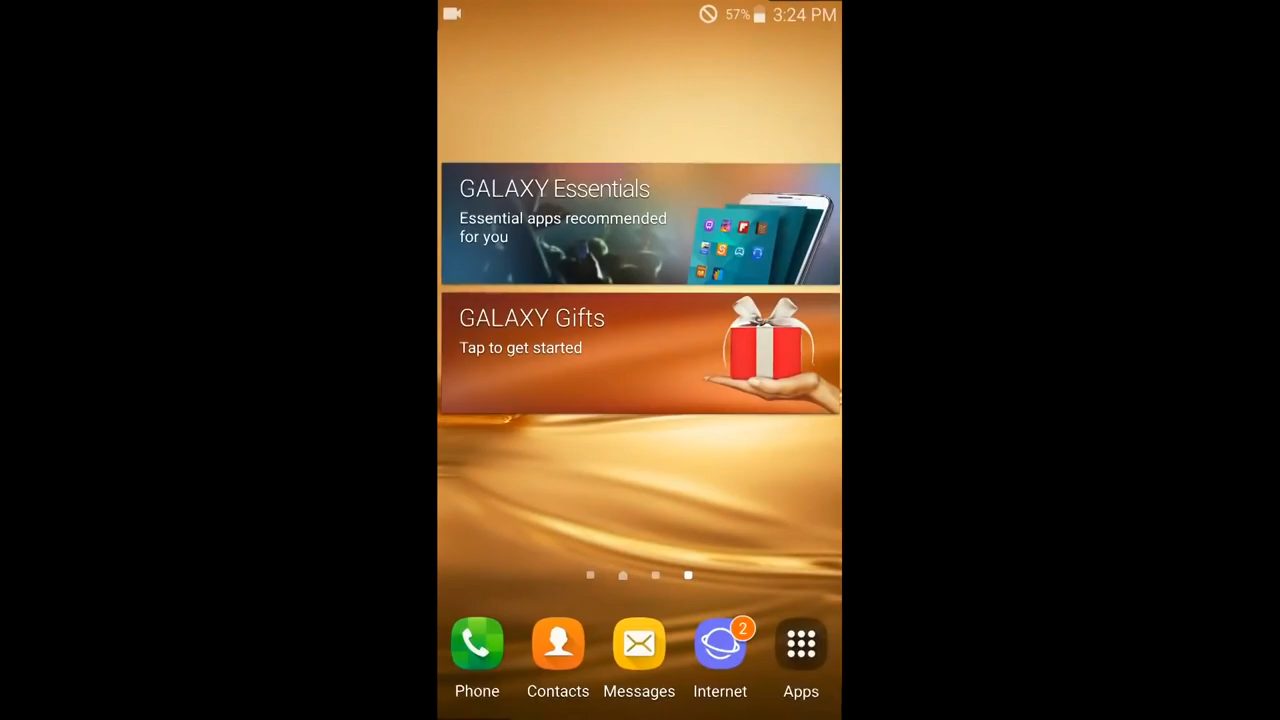 57% 3:24 PM
GALAXY Essentials
Essential apps recommended
for you
GALAXY Gifts
Tap to get started
2
Phone Contacts Messages Internet Apps